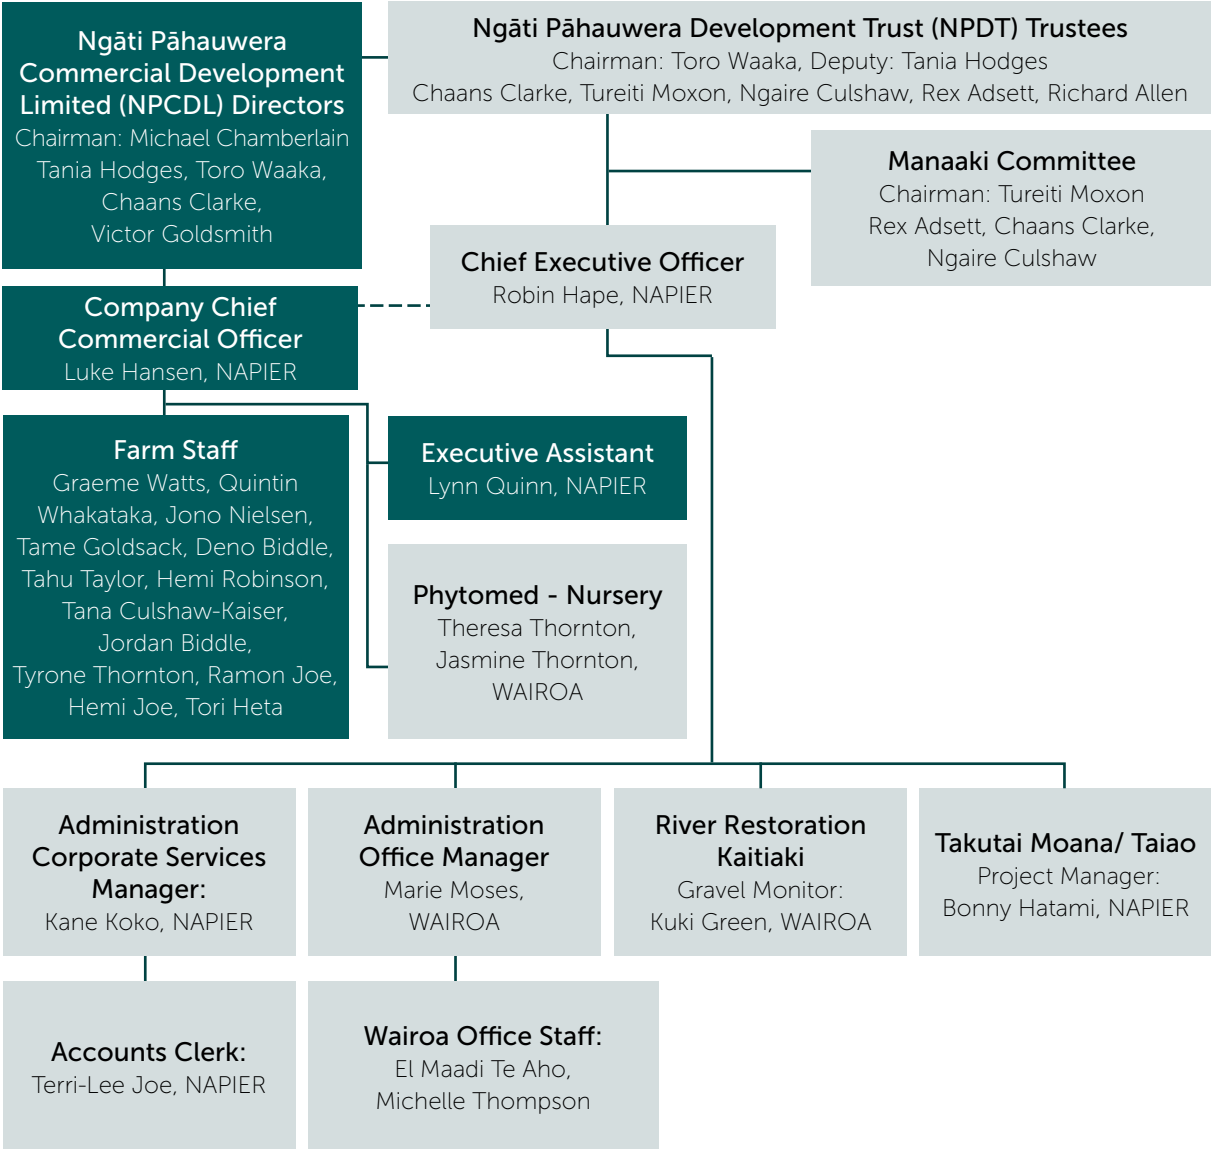 Ngāti Pāhauwera
Commercial Development
Limited (NPCDL) Directors
Chairman: Michael Chamberlain
Tania Hodges, Toro Waaka,
Chaans Clarke,
Victor Goldsmith
Ngāti Pāhauwera Development Trust (NPDT) Trustees
Chairman: Toro Waaka, Deputy: Tania Hodges
Chaans Clarke, Tureiti Moxon, Ngaire Culshaw, Rex Adsett, Richard Allen
Manaaki Committee
Chairman: Tureiti Moxon
Rex Adsett, Chaans Clarke,
Ngaire Culshaw
Chief Executive Officer
Robin Hape, NAPIER
Company Chief
Commercial Officer
Luke Hansen, NAPIER
Farm Staff
Graeme Watts, Quintin
Whakataka, Jono Nielsen,
Tame Goldsack, Deno Biddle,
Tahu Taylor, Hemi Robinson,
Tana Culshaw-Kaiser,
Jordan Biddle,
Tyrone Thornton, Ramon Joe,
Hemi Joe, Tori Heta
Executive Assistant
Lynn Quinn, NAPIER
Phytomed - Nursery
Theresa Thornton,
Jasmine Thornton,
WAIROA
Administration
Corporate Services
Manager:
Kane Koko, NAPIER
Administration
Office Manager
Marie Moses,
WAIROA
River Restoration
Kaitiaki
Gravel Monitor:
Kuki Green, WAIROA
Takutai Moana/ Taiao
Project Manager:
Bonny Hatami, NAPIER
Accounts Clerk:
Terri-Lee Joe, NAPIER
Wairoa Office Staff:
El Maadi Te Aho,
Michelle Thompson